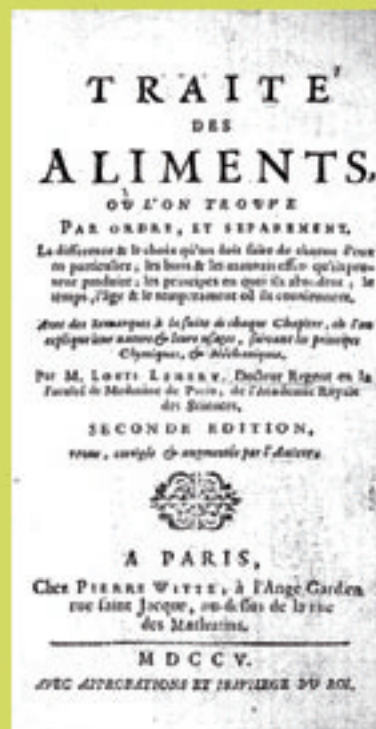 TRAITE'
DES
ALIMENTS,
OÙ L'ON TROUVE
PAR ORDRE, ET SEPAREMENT,
La difference & le choix qu'on doit faire de chacun d'eux
en particulier ; les bons & les mauvais effets qu'ils peu-
vent produire ; les principes en quoi ils abondent ; le
temps, l'âge & le temperament où ils conviennent.
Avec des Remarques à la suite de chaque Chapitre, où l'on
explique leur nature & leurs usages, suivant les principes
Chymiques, & Méchaniques.
Par M. LOUIS LEMERY, Docteur Regent en la
Faculté de Medecine de Paris, de l'Académie Royale
des Sciences.
SECONDE EDITION,
revue, corrigée & augmentée par l'Auteur.
A PARIS,
Chez PIERRE WITTE, à l'Ange Gardien
rue saint Jacque, au-dessus de la rue
des Mathurins.
MDCCV.
AVEC APPROBATIONS ET PRIVILEGE DU ROI.